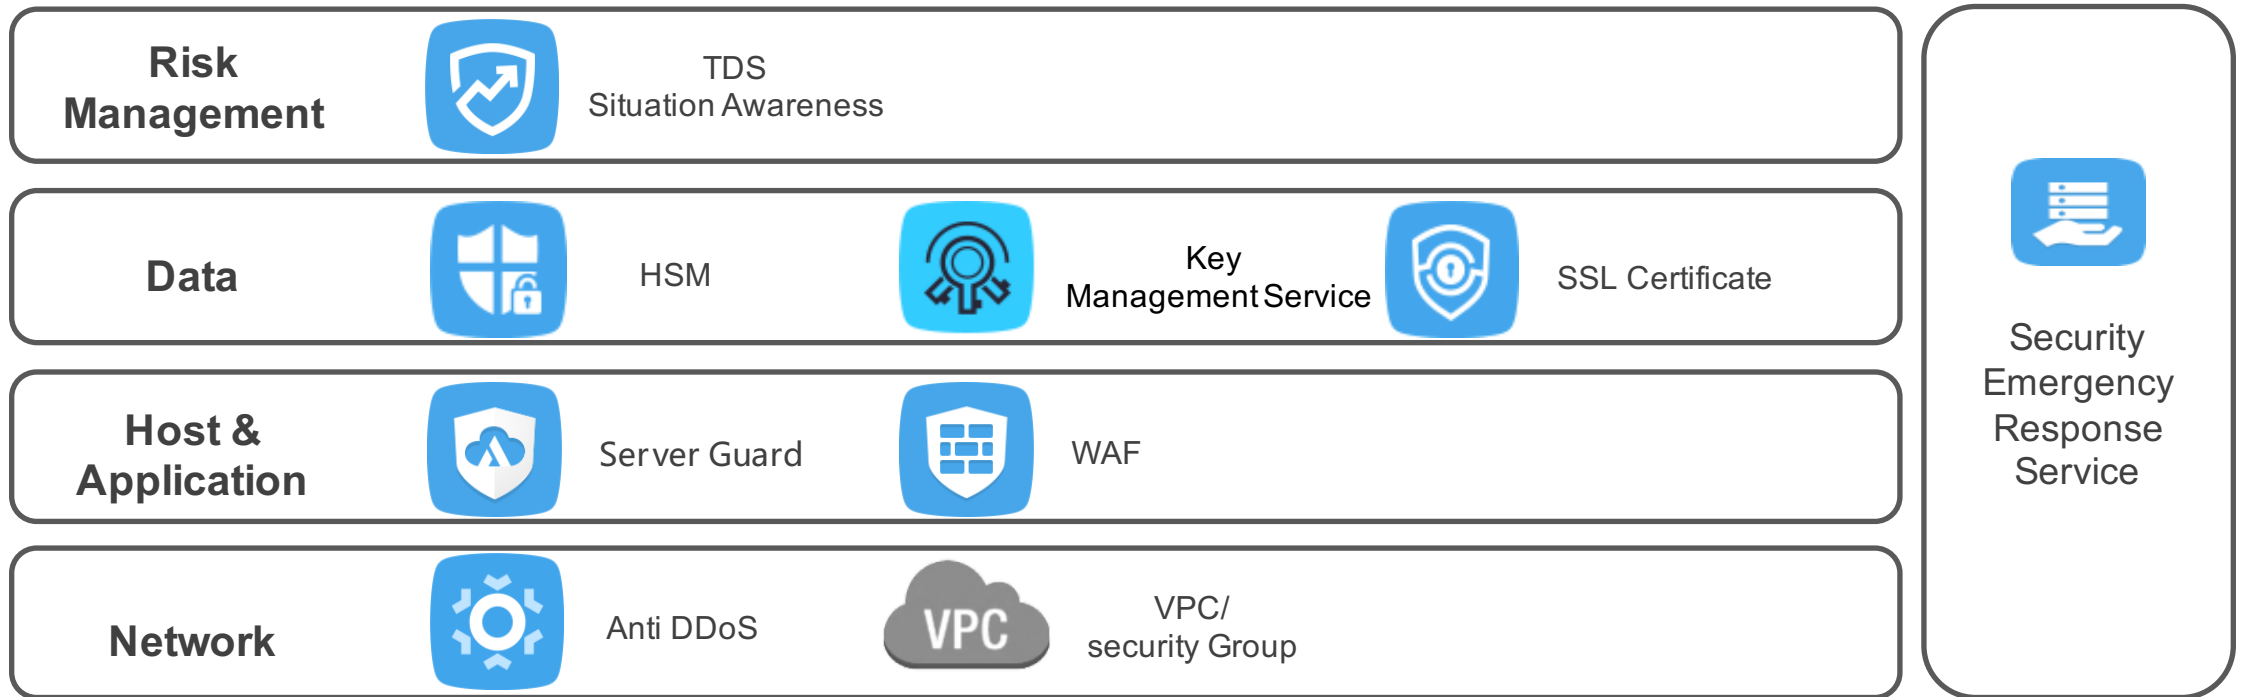 Risk
Management
TDS
Situation Awareness
Data
HSM
Key
Management Service
SSL Certificate
Host &
Application
Server Guard
WAF
Network
Anti DDoS
VPC
VPC/
security Group
Security
Emergency
Response
Service